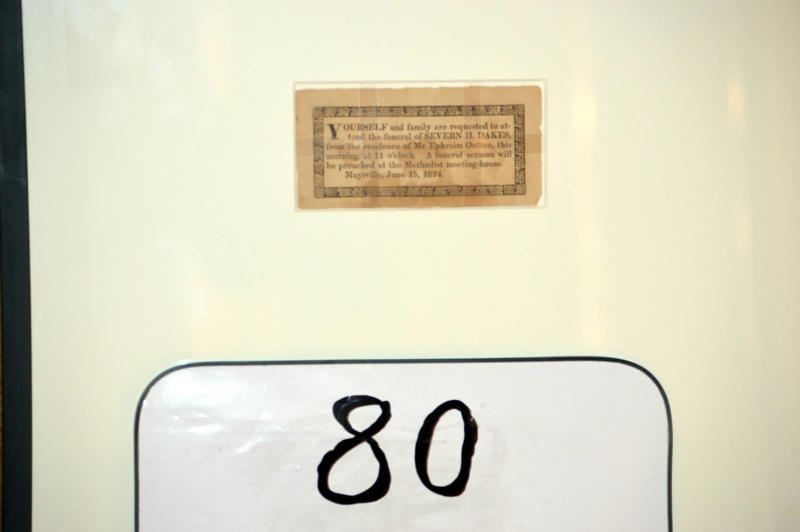 YOURSELF and family are requested to at-
tend the funeral of SEVERN H. DAKES,
from the residence of Mr. Ephraim Outten, this
morning, at 11 o'clock. A funeral sermon will
be preached at the Methodist meeting-house.
Maysville, June 15, 1824.
80